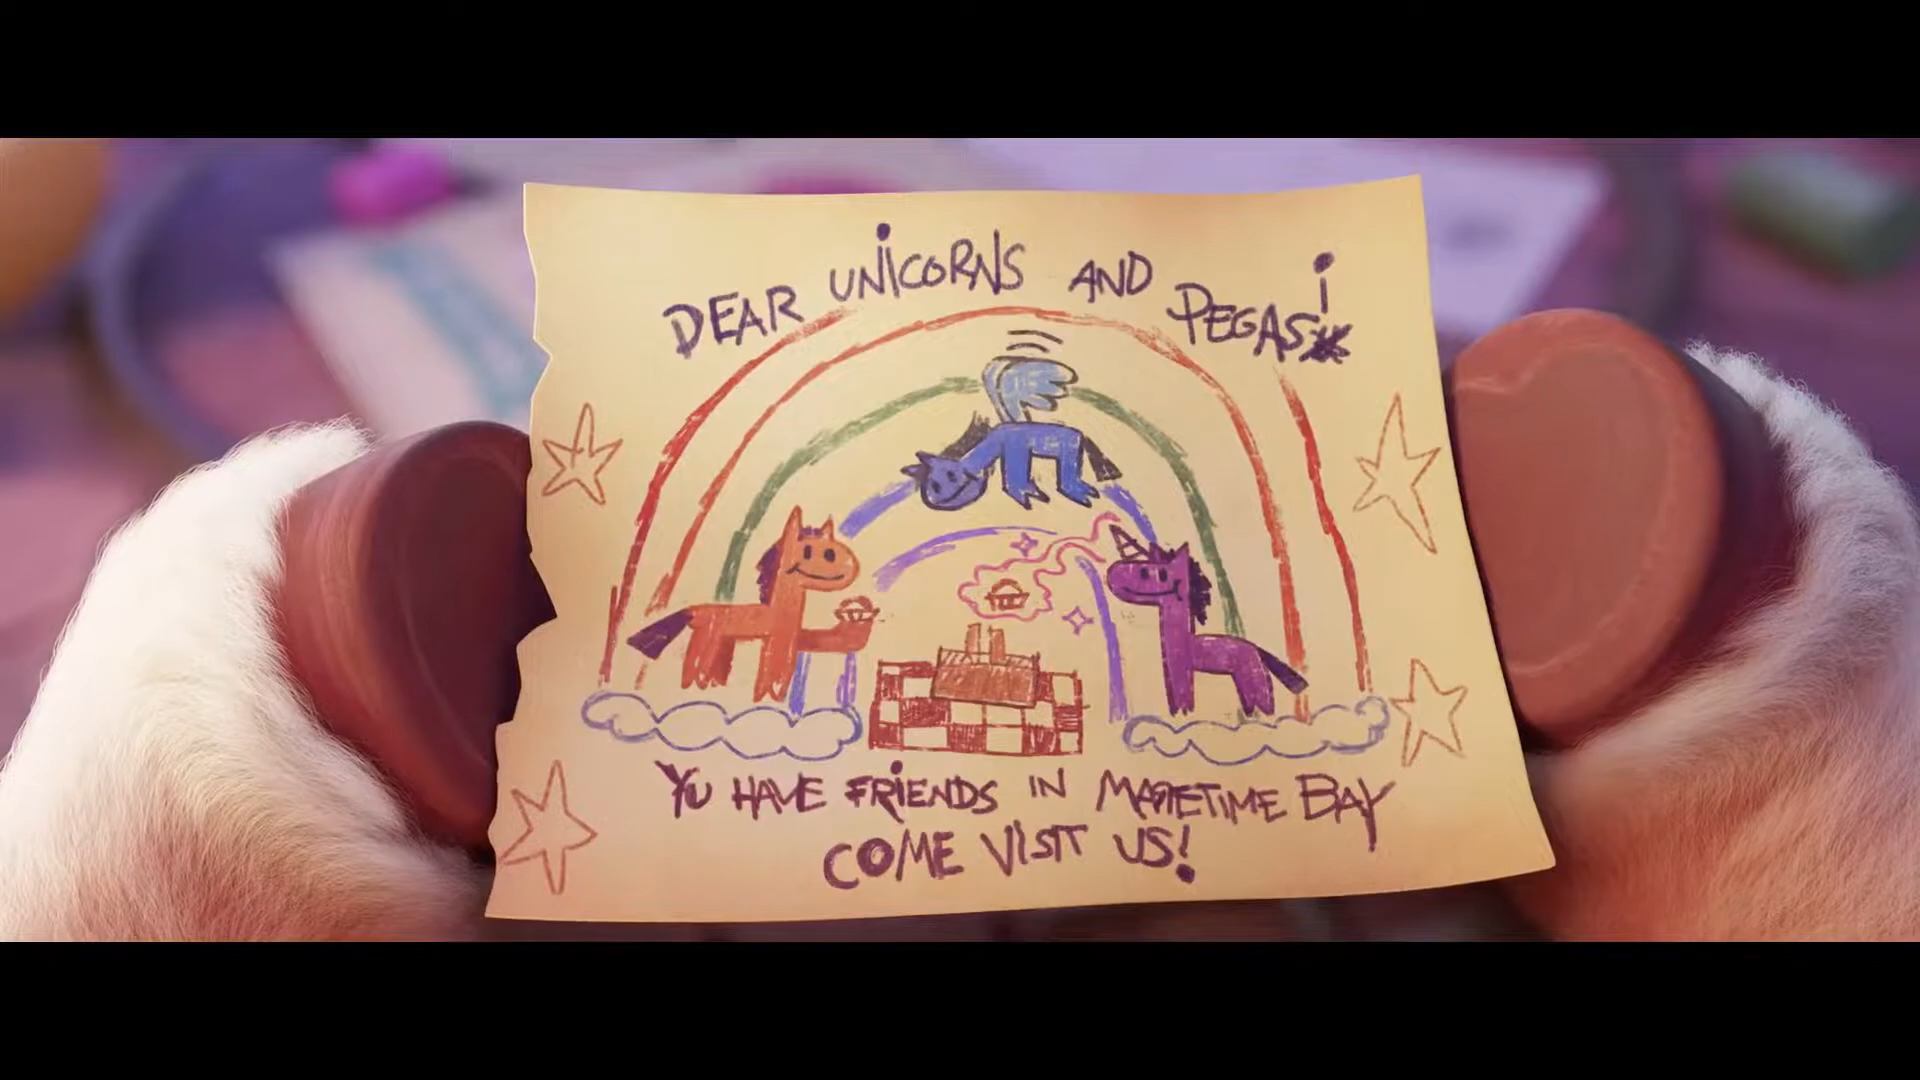 DEAR UNiCORNS AND PEGASi
YU HAVE FRiENDS IN MARETIME BAY
COME VISIT US!